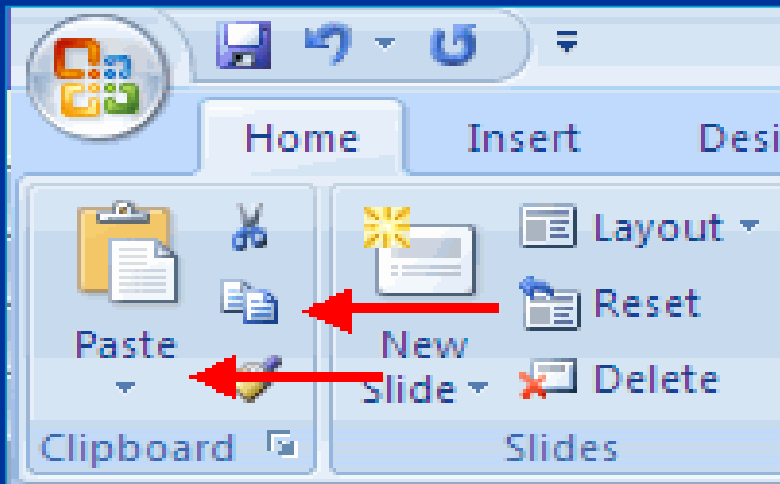 Home Insert Desi
Layout
Reset
Paste New
Slide Delete
Clipboard Slides